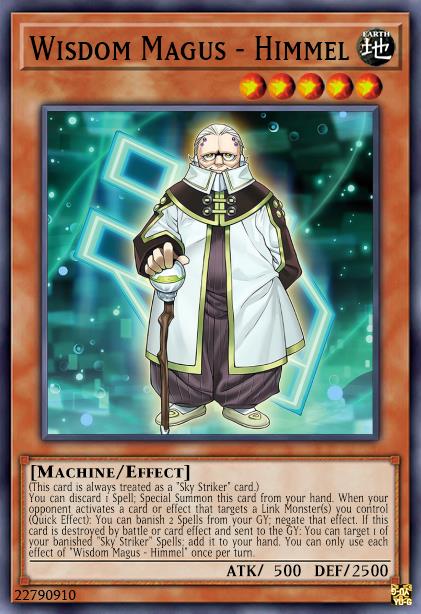 Wisdom Magus - Himmel
EARTH
地
[Machine/Effect]
(This card is always treated as a "Sky Striker" card.)
You can discard 1 Spell; Special Summon this card from your hand. When your
opponent activates a card or effect that targets a Link Monster(s) you control
(Quick Effect): You can banish 2 Spells from your GY; negate that effect. If this
card is destroyed by battle or card effect and sent to the GY: You can target 1 of
your banished "Sky Striker" Spells; add it to your hand. You can only use each
effect of "Wisdom Magus - Himmel" once per turn.
ATK/ 500 DEF/2500
22790910